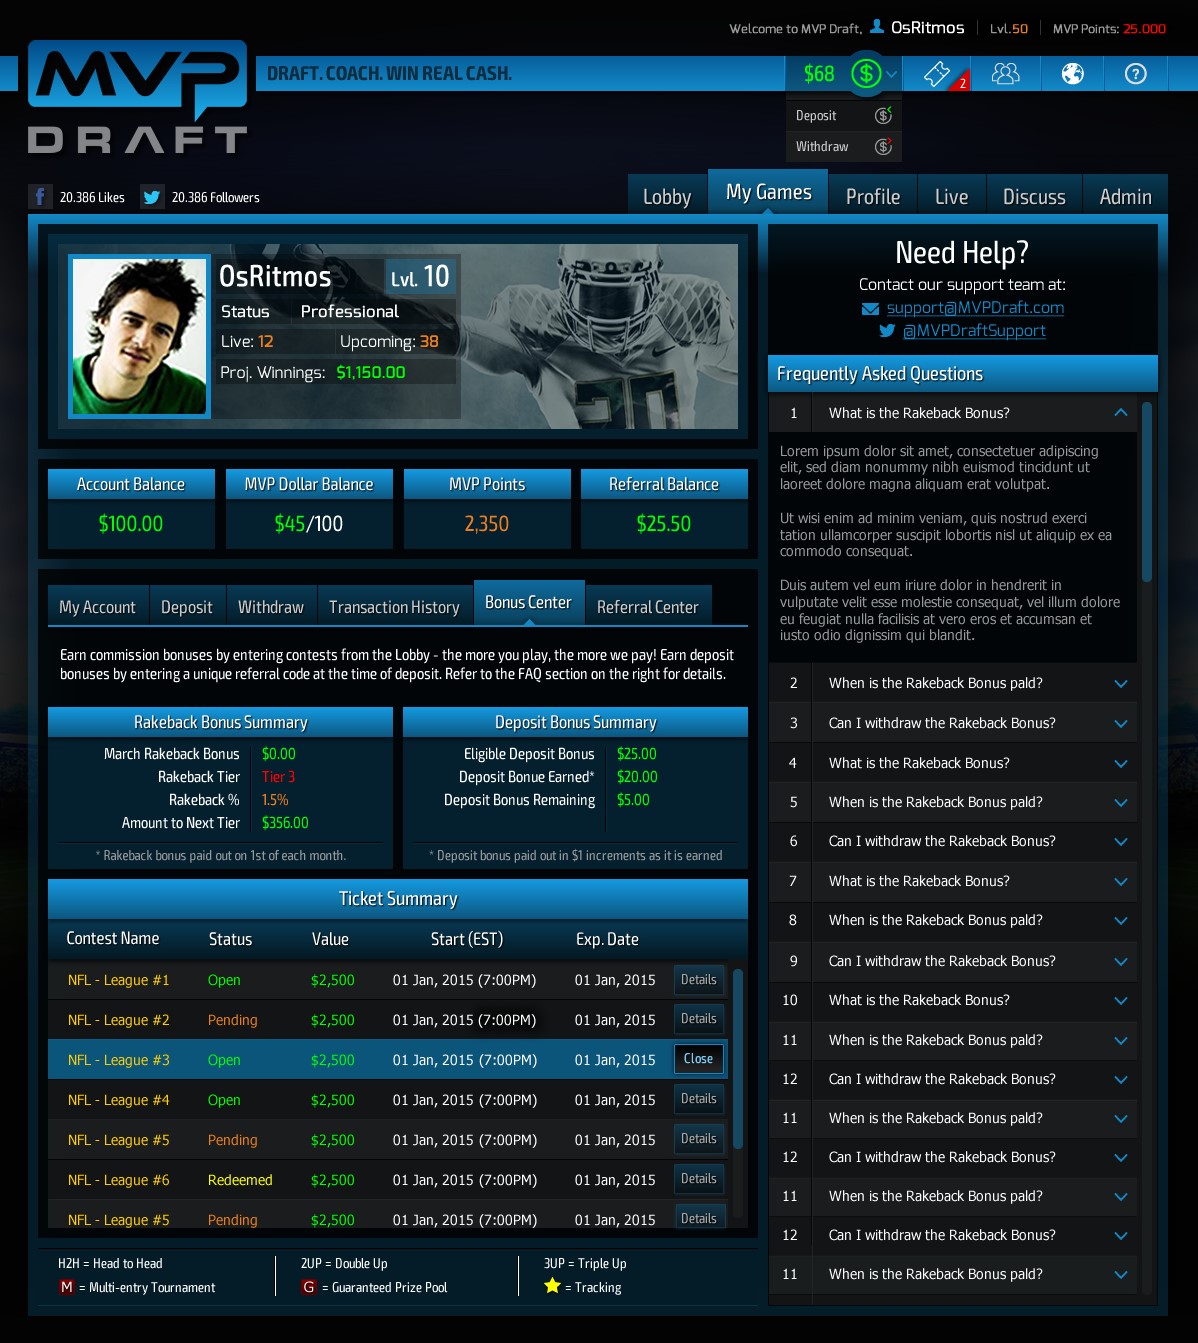 Welcome to MVP Draft, OsRitmos Lvl.50 MVP Points: 25.000
MVP
DRAFT
DRAFT. COACH. WIN REAL CASH.
$68 $ 2 ?
Deposit $
Withdraw $
f 20.386 Likes 20.386 Followers
Lobby My Games Profile Live Discuss Admin
OsRitmos Lvl. 10
Status Professional
Live: 12 Upcoming: 38
Proj. Winnings: $1,150.00
Account Balance MVP Dollar Balance MVP Points Referral Balance
$100.00 $45/100 2,350 $25.50
My Account Deposit Withdraw Transaction History Bonus Center Referral Center
Earn commission bonuses by entering contests from the Lobby - the more you play, the more we pay! Earn deposit
bonuses by entering a unique referral code at the time of deposit. Refer to the FAQ section on the right for details.
Rakeback Bonus Summary
March Rakeback Bonus $0.00
Rakeback Tier Tier 3
Rakeback % 1.5%
Amount to Next Tier $356.00
* Rakeback bonus paid out on 1st of each month.
Deposit Bonus Summary
Eligible Deposit Bonus $25.00
Deposit Bonue Earned* $20.00
Deposit Bonus Remaining $5.00
* Deposit bonus paid out in $1 increments as it is earned
Ticket Summary
Contest Name Status Value Start (EST) Exp. Date
NFL - League #1 Open $2,500 01 Jan, 2015 (7:00PM) 01 Jan, 2015 Details
NFL - League #2 Pending $2,500 01 Jan, 2015 (7:00PM) 01 Jan, 2015 Details
NFL - League #3 Open $2,500 01 Jan, 2015 (7:00PM) 01 Jan, 2015 Close
NFL - League #4 Open $2,500 01 Jan, 2015 (7:00PM) 01 Jan, 2015 Details
NFL - League #5 Pending $2,500 01 Jan, 2015 (7:00PM) 01 Jan, 2015 Details
NFL - League #6 Redeemed $2,500 01 Jan, 2015 (7:00PM) 01 Jan, 2015 Details
NFL - League #5 Pending $2,500 01 Jan, 2015 (7:00PM) 01 Jan, 2015 Details
H2H = Head to Head 2UP = Double Up 3UP = Triple Up
M = Multi-entry Tournament G = Guaranteed Prize Pool = Tracking
Need Help?
Contact our support team at:
support@MVPDraft.com
@MVPDraftSupport
Frequently Asked Questions
1 What is the Rakeback Bonus?
Lorem ipsum dolor sit amet, consectetuer adipiscing
elit, sed diam nonummy nibh euismod tincidunt ut
laoreet dolore magna aliquam erat volutpat.
Ut wisi enim ad minim veniam, quis nostrud exerci
tation ullamcorper suscipit lobortis nisl ut aliquip ex ea
commodo consequat.
Duis autem vel eum iriure dolor in hendrerit in
vulputate velit esse molestie consequat, vel illum dolore
eu feugiat nulla facilisis at vero eros et accumsan et
iusto odio dignissim qui blandit.
2 When is the Rakeback Bonus paId?
3 Can I withdraw the Rakeback Bonus?
4 What is the Rakeback Bonus?
5 When is the Rakeback Bonus paId?
6 Can I withdraw the Rakeback Bonus?
7 What is the Rakeback Bonus?
8 When is the Rakeback Bonus paId?
9 Can I withdraw the Rakeback Bonus?
10 What is the Rakeback Bonus?
11 When is the Rakeback Bonus paId?
12 Can I withdraw the Rakeback Bonus?
11 When is the Rakeback Bonus paId?
12 Can I withdraw the Rakeback Bonus?
11 When is the Rakeback Bonus paId?
12 Can I withdraw the Rakeback Bonus?
11 When is the Rakeback Bonus paId?